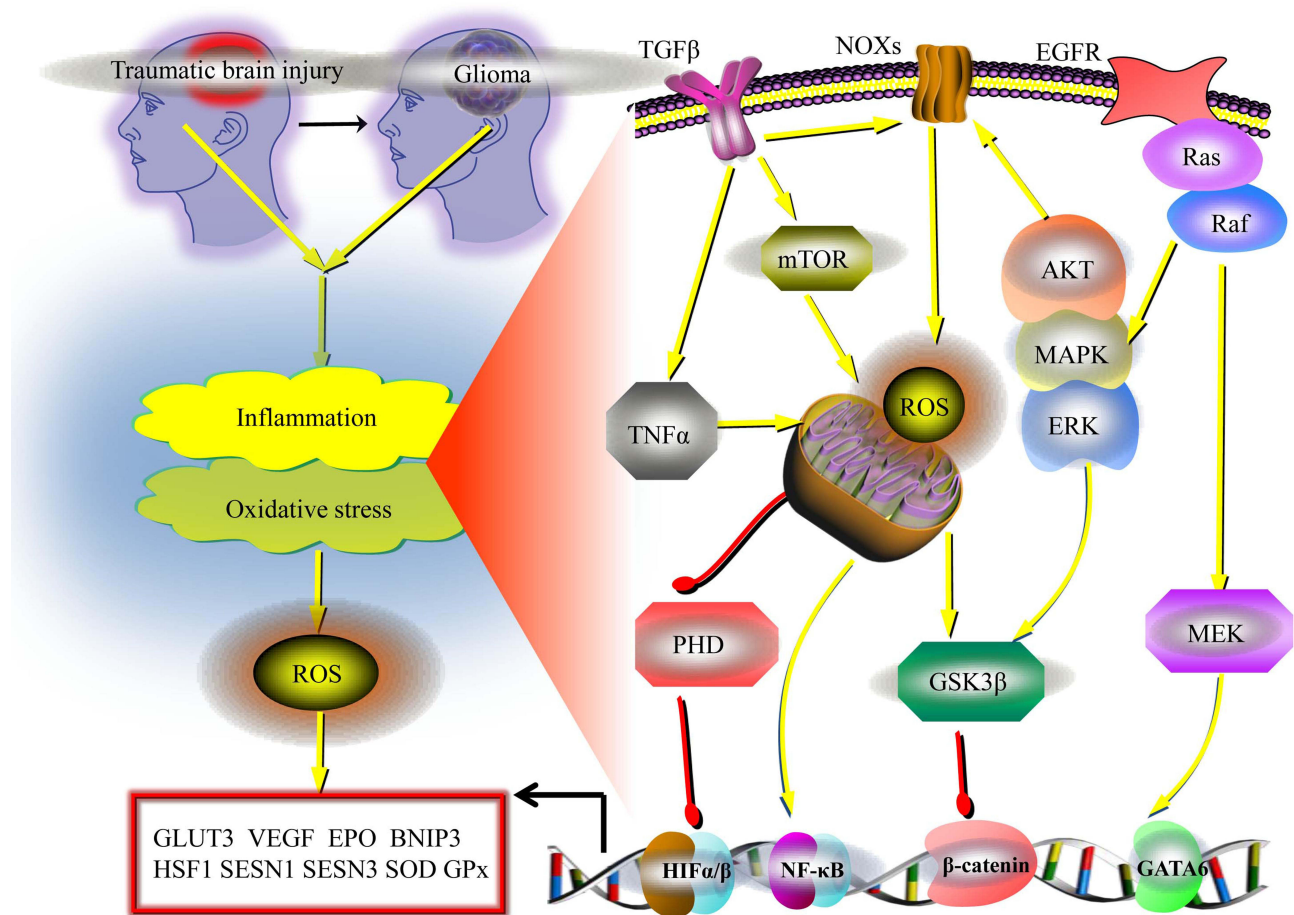 Traumatic brain injury
Glioma
Inflammation
Oxidative stress
ROS
GLUT3 VEGF EPO BNIP3
HSF1 SESN1 SESN3 SOD GPx
TGFβ
NOXs
EGFR
Ras
Raf
mTOR
AKT
MAPK
ERK
TNFα
ROS
PHD
GSK3β
MEK
HIFα/β
NF-κB
β-catenin
GATA6